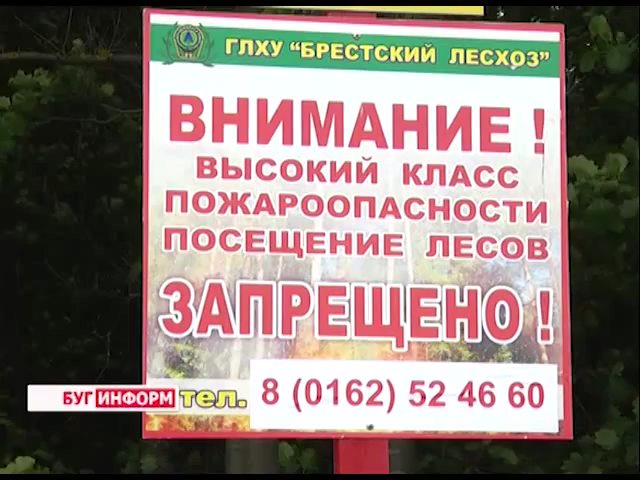 ГЛХУ "БРЕСТСКИЙ ЛЕСХОЗ"
ВНИМАНИЕ !
ВЫСОКИЙ КЛАСС
ПОЖАРООПАСНОСТИ
ПОСЕЩЕНИЕ ЛЕСОВ
ЗАПРЕЩЕНО !
тел. 8 (0162) 52 46 60
БУГ ИНФОРМ